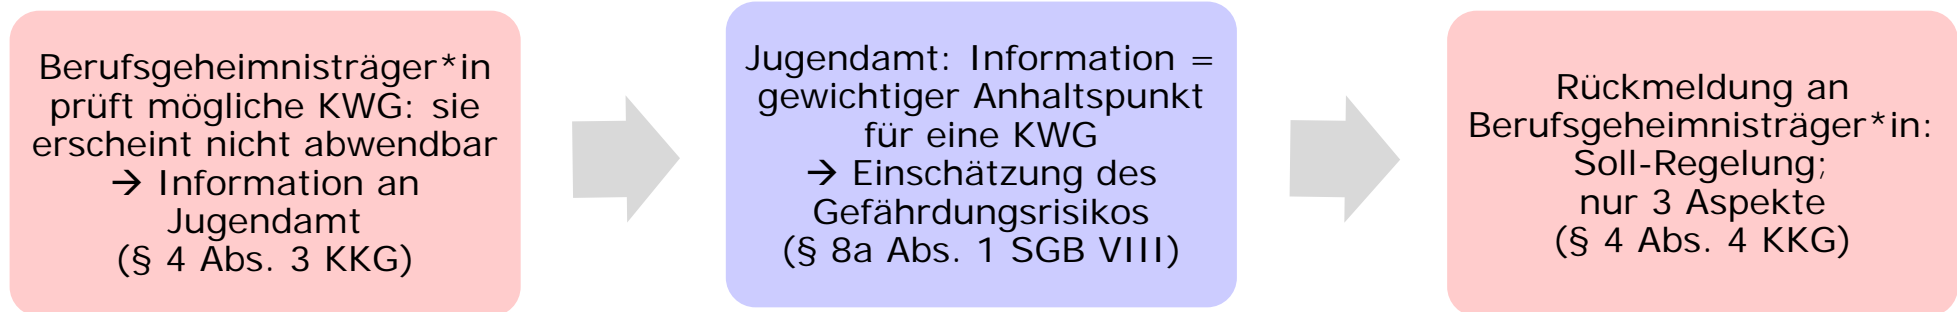 Berufsgeheimnisträger*in
prüft mögliche KWG: sie
erscheint nicht abwendbar
→ Information an
Jugendamt
(§ 4 Abs. 3 KKG)
Jugendamt: Information =
gewichtiger Anhaltspunkt
für eine KWG
→ Einschätzung des
Gefährdungsrisikos
(§ 8a Abs. 1 SGB VIII)
Rückmeldung an
Berufsgeheimnisträger*in:
Soll-Regelung;
nur 3 Aspekte
(§ 4 Abs. 4 KKG)